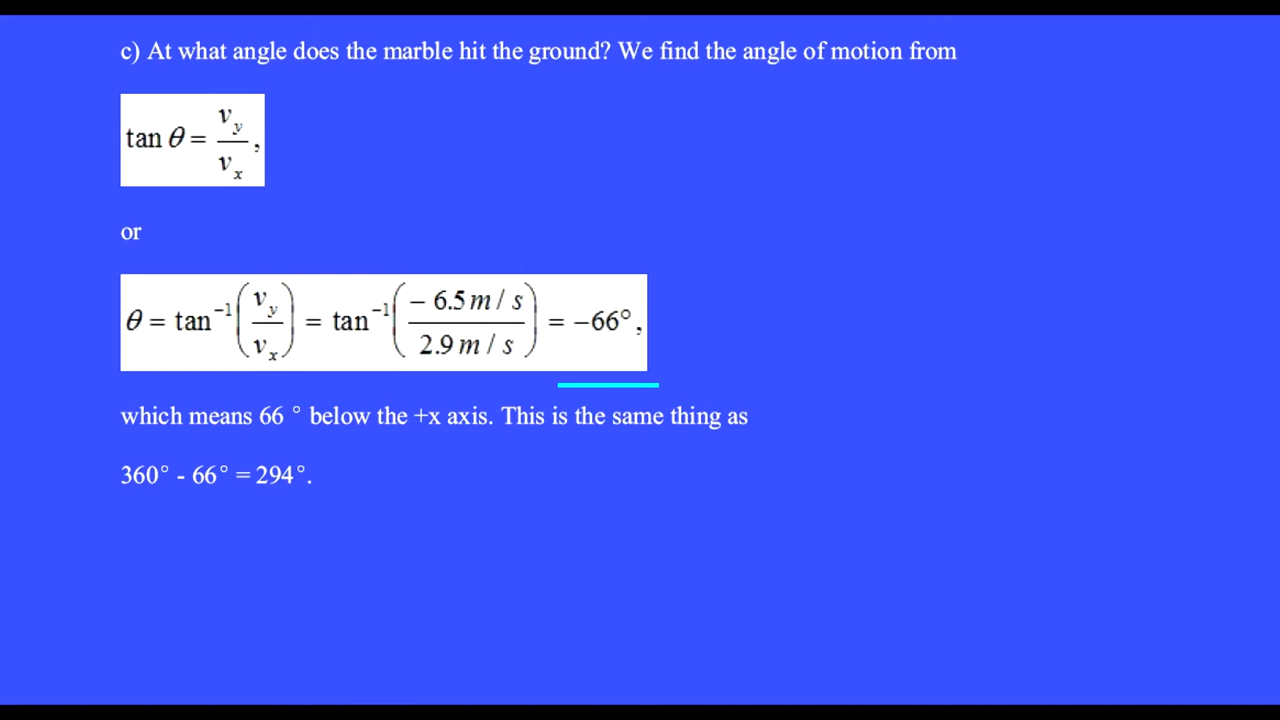 c) At what angle does the marble hit the ground? We find the angle of motion from
tan θ = v_y / v_x ,
or
θ = tan⁻¹(v_y / v_x) = tan⁻¹(− 6.5 m / s / 2.9 m / s) = −66° ,
which means 66 ° below the +x axis. This is the same thing as
360° - 66° = 294°.